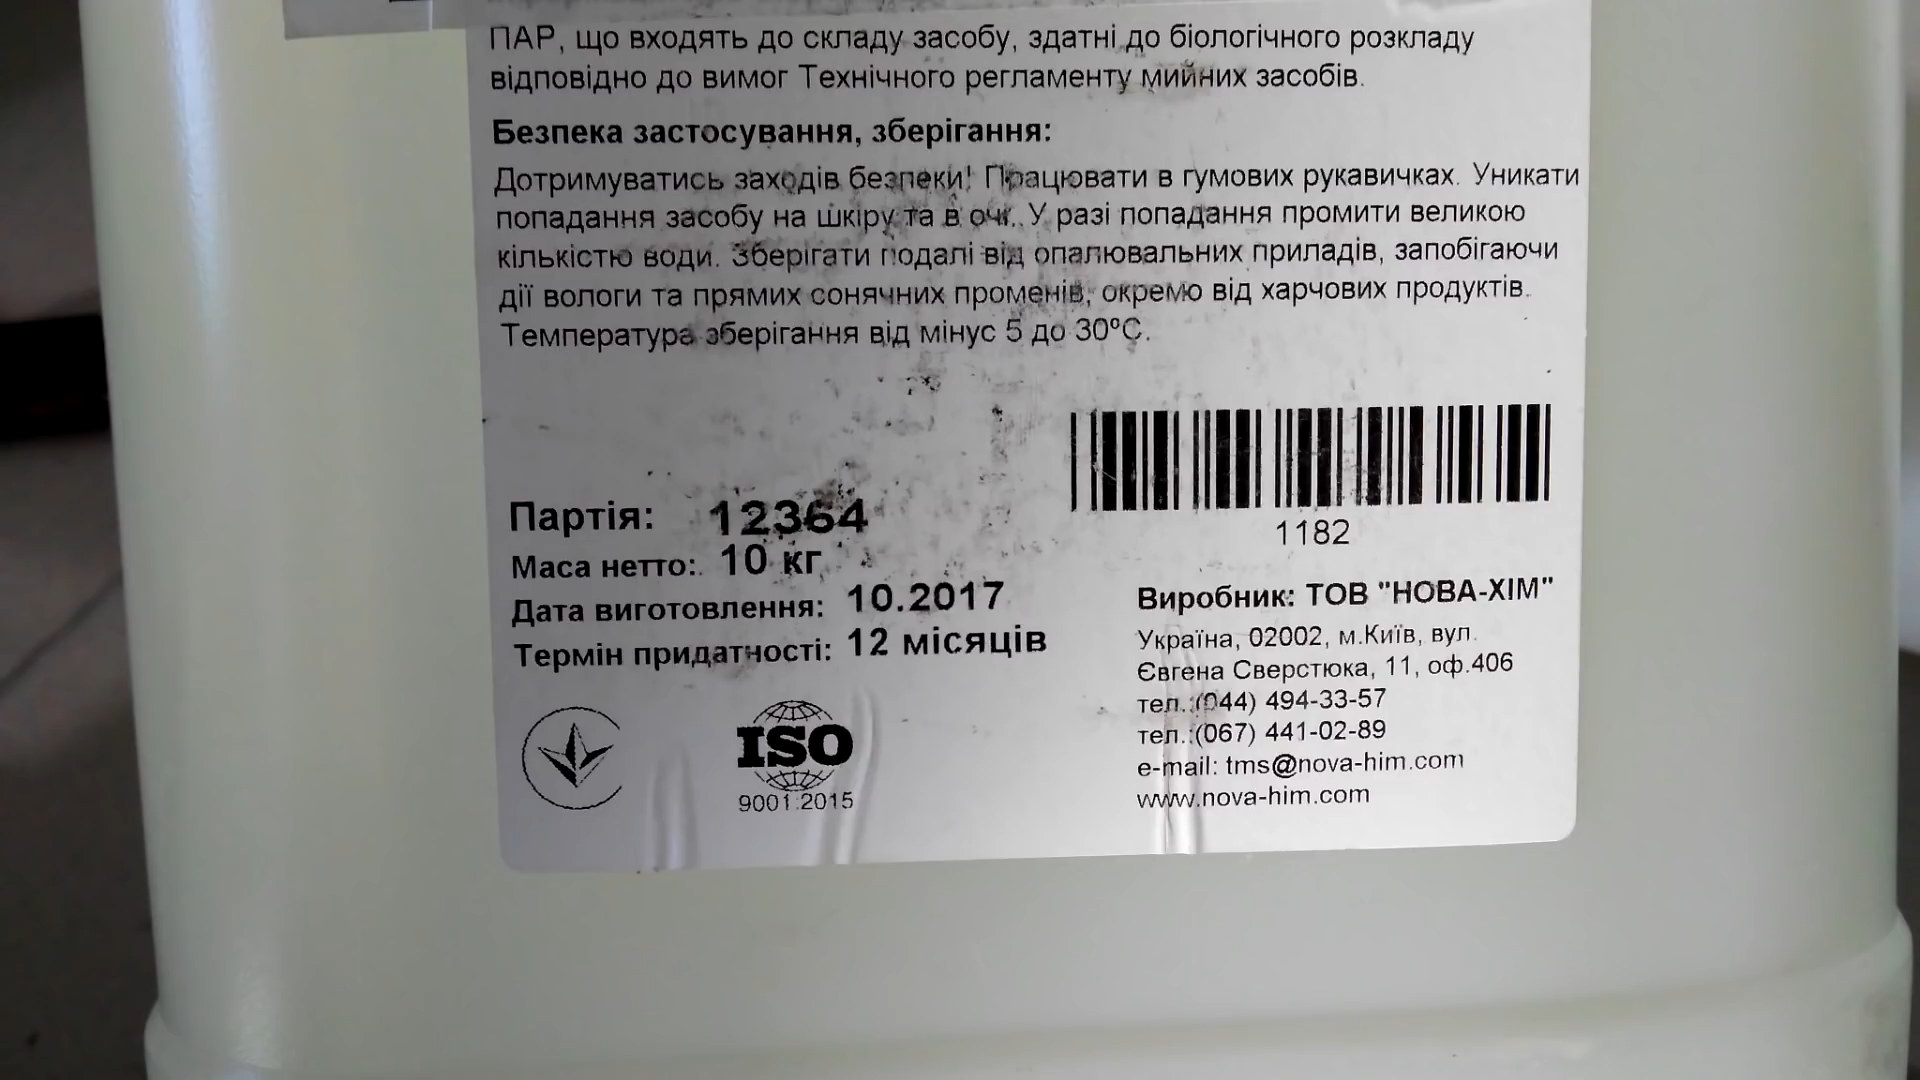 ПАР, що входять до складу засобу, здатні до біологічного розкладу
відповідно до вимог Технічного регламенту мийних засобів.
Безпека застосування, зберігання:
Дотримуватись заходів безпеки! Працювати в гумових рукавичках. Уникати
попадання засобу на шкіру та в очі. У разі попадання промити великою
кількістю води. Зберігати подалі від опалювальних приладів, запобігаючи
дії вологи та прямих сонячних променів, окремо від харчових продуктів.
Температура зберігання від мінус 5 до 30ºС.
Партія: 12364
Маса нетто: 10 кг
Дата виготовлення: 10.2017
Термін придатності: 12 місяців
ISO
9001:2015
1182
Виробник: ТОВ "НОВА-ХІМ"
Україна, 02002, м.Київ, вул.
Євгена Сверстюка, 11, оф.406
тел.:(044) 494-33-57
тел.:(067) 441-02-89
e-mail: tms@nova-him.com
www.nova-him.com